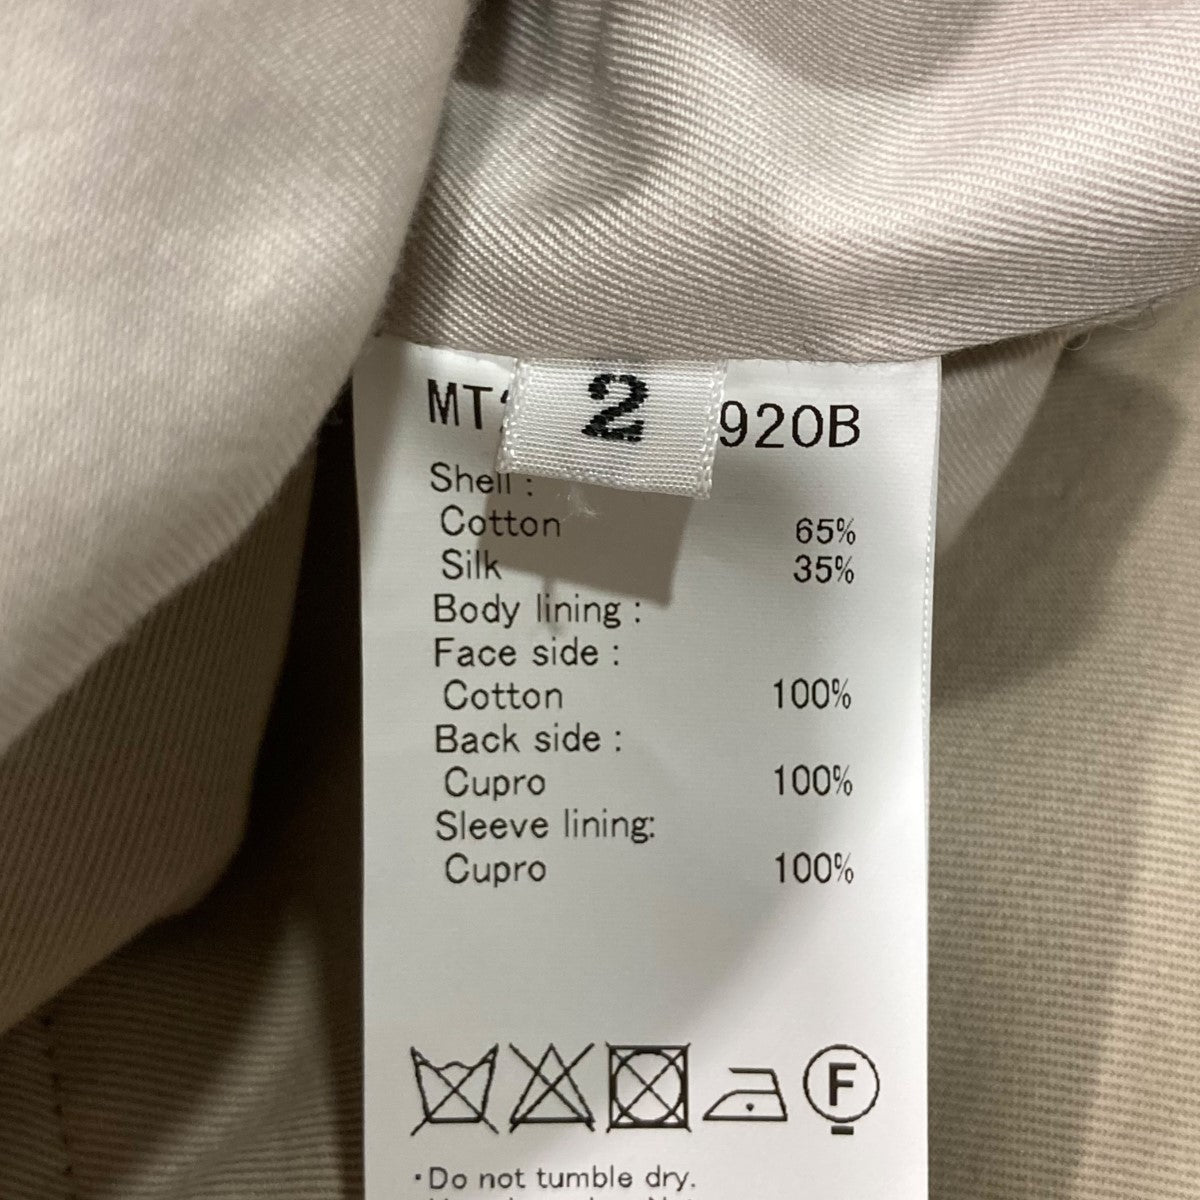 MT 2 920B
Shell :
Cotton 65%
Silk 35%
Body lining :
Face side :
Cotton 100%
Back side :
Cupro 100%
Sleeve lining:
Cupro 100%
F
·Do not tumble dry.